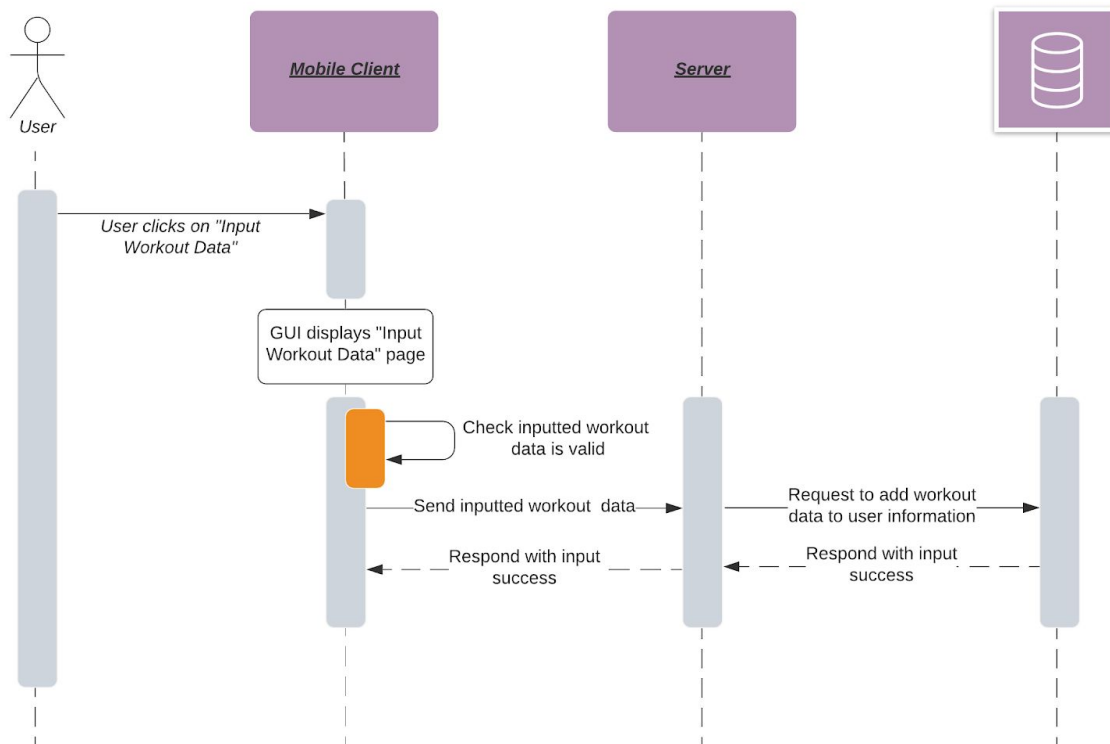 Mobile Client
Server
User
User clicks on "Input
Workout Data"
GUI displays "Input
Workout Data" page
Check inputted workout
data is valid
Send inputted workout data
Request to add workout
data to user information
Respond with input
success
Respond with input
success